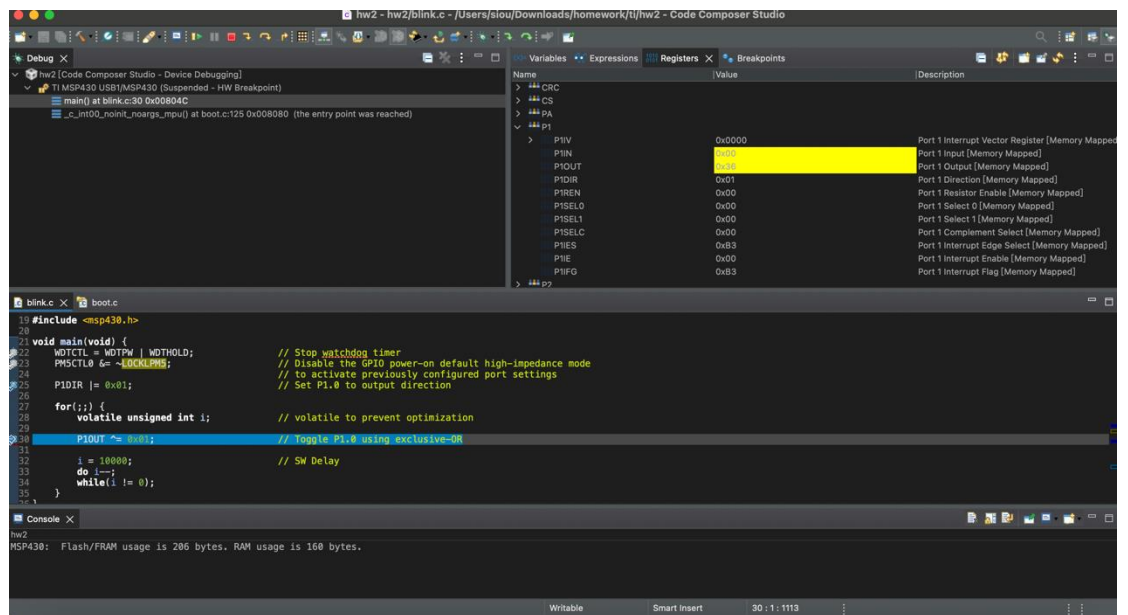 hw2 - hw2/blink.c - /Users/siou/Downloads/homework/ti/hw2 - Code Composer Studio
Debug
hw2 [Code Composer Studio - Device Debugging]
TI MSP430 USB1/MSP430 (Suspended - HW Breakpoint)
main() at blink.c:30 0x00804C
_c_int00_noinit_noargs_mpu() at boot.c:125 0x008080 (the entry point was reached)
Variables Expressions Registers Breakpoints
Name Value Description
CRC
CS
PA
P1
P1IV 0x0000 Port 1 Interrupt Vector Register [Memory Mapped
P1IN 0x00 Port 1 Input [Memory Mapped]
P1OUT 0x36 Port 1 Output [Memory Mapped]
P1DIR 0x01 Port 1 Direction [Memory Mapped]
P1REN 0x00 Port 1 Resistor Enable [Memory Mapped]
P1SEL0 0x00 Port 1 Select 0 [Memory Mapped]
P1SEL1 0x00 Port 1 Select 1 [Memory Mapped]
P1SELC 0x00 Port 1 Complement Select [Memory Mapped]
P1IES 0xB3 Port 1 Interrupt Edge Select [Memory Mapped]
P1IE 0x00 Port 1 Interrupt Enable [Memory Mapped]
P1IFG 0xB3 Port 1 Interrupt Flag [Memory Mapped]
P2
blink.c boot.c
19 #include <msp430.h>
20
21 void main(void) {
22 WDTCTL = WDTPW | WDTHOLD; // Stop watchdog timer
23 PM5CTL0 &= ~LOCKLPM5; // Disable the GPIO power-on default high-impedance mode
24 // to activate previously configured port settings
25 P1DIR |= 0x01; // Set P1.0 to output direction
26
27 for(;;) {
28 volatile unsigned int i; // volatile to prevent optimization
29
30 P1OUT ^= 0x01; // Toggle P1.0 using exclusive-OR
31
32 i = 10000; // SW Delay
33 do i--;
34 while(i != 0);
35 }
Console
hw2
MSP430: Flash/FRAM usage is 206 bytes. RAM usage is 160 bytes.
Writable Smart Insert 30 : 1 : 1113